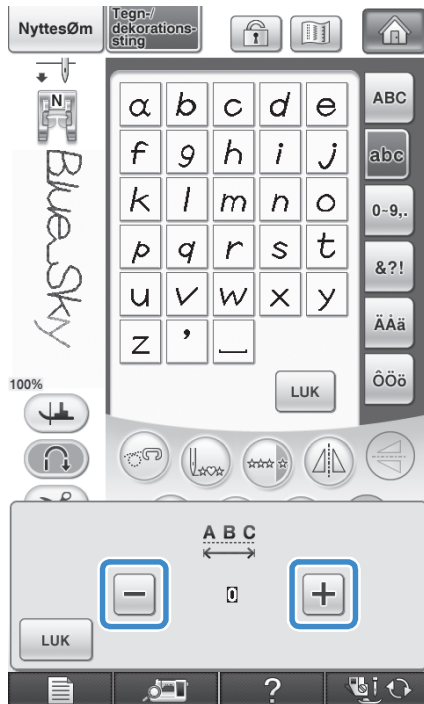 NyttesØm
Tegn-/
dekorations-
sting
N
Blue_Sky
100%
a b c d e
f g h i j
k l m n o
p q r s t
u v w x y
z ' _
LUK
ABC
abc
0~9,.
&?!
ÄÅä
ÔÖö
A B C
− 0 +
LUK
?